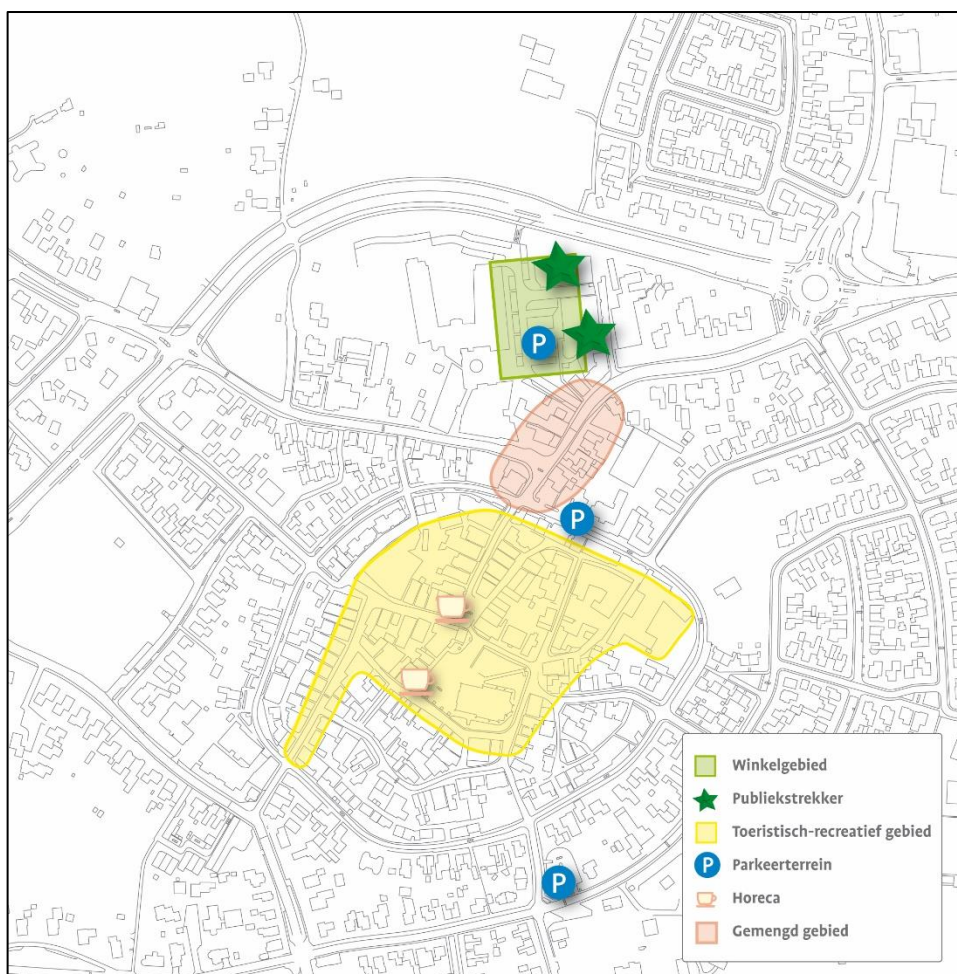 P
P
P
Winkelgebied
Publiekstrekker
Toeristisch-recreatief gebied
P Parkeerterrein
Horeca
Gemengd gebied